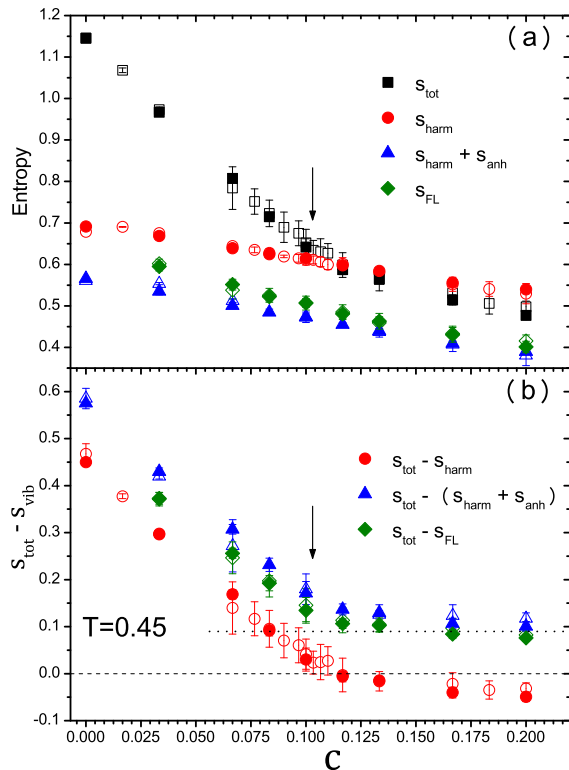 1.2
(a)
1.1
s_tot
1.0
s_harm
0.9
s_harm + s_anh
0.8
s_FL
0.7
0.6
0.5
0.4
Entropy
0.6
(b)
0.5
s_tot - s_harm
0.4
s_tot - (s_harm + s_anh)
0.3
s_tot - s_FL
0.2
T=0.45
0.1
0.0
-0.1
s_tot - s_vib
0.000 0.025 0.050 0.075 0.100 0.125 0.150 0.175 0.200
c